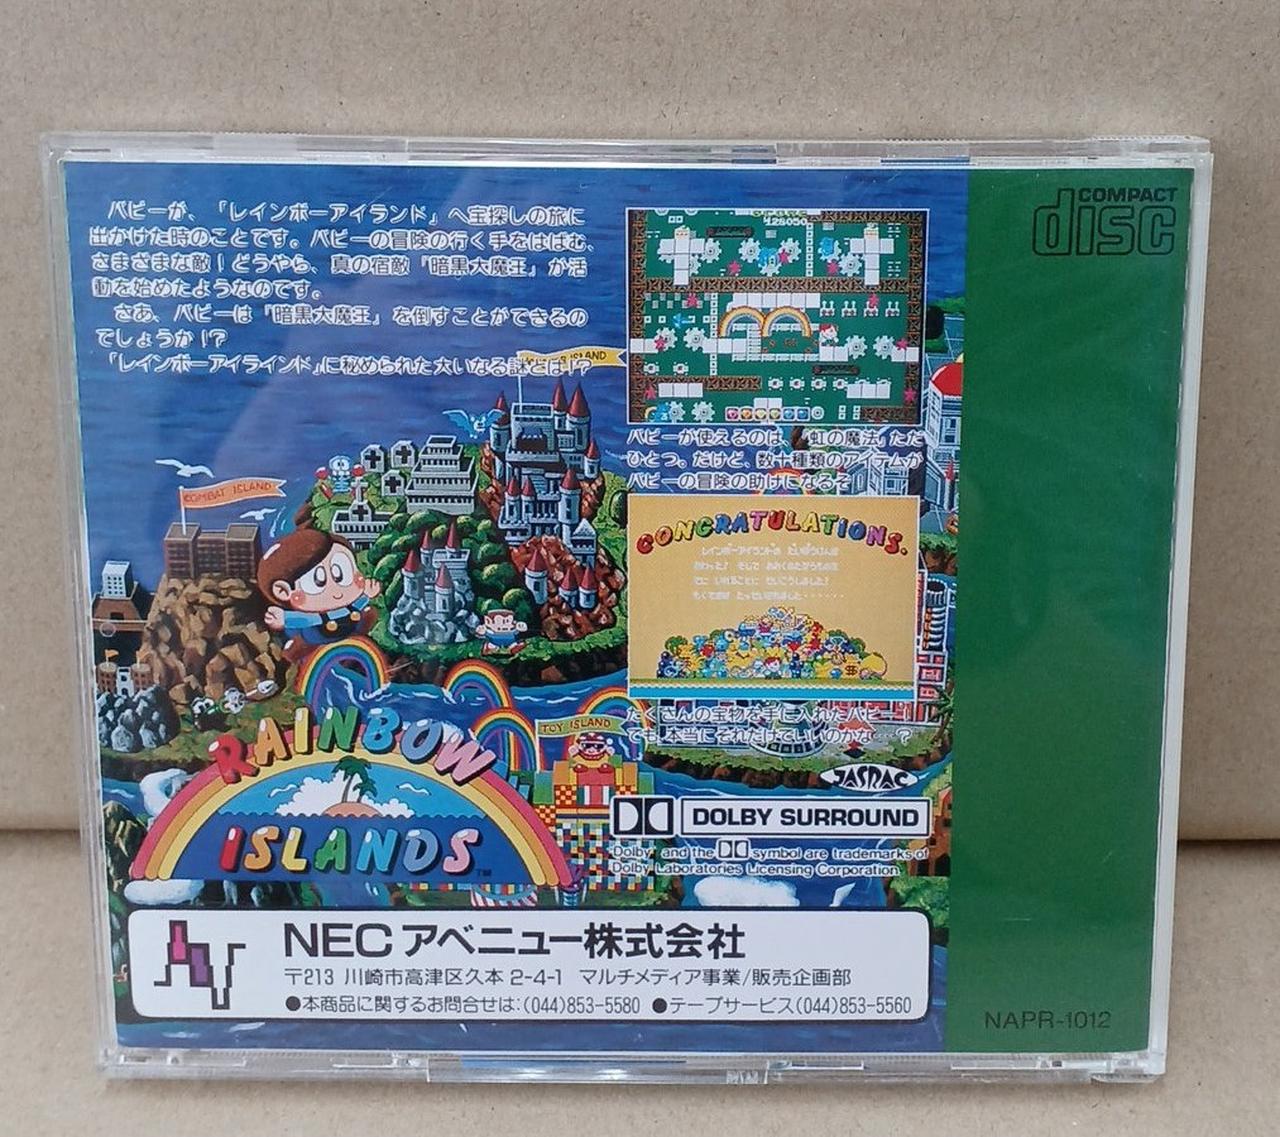 バビーが、「レインボーアイランド」へ宝探しの旅に
出かけた時のことです。バビーの冒険の行く手をはばむ、
さまざまな敵！どうやら、真の宿敵「暗黒大魔王」が活
動を始めたようなのです。
さあ、バビーは「暗黒大魔王」を倒すことができるの
でしょうか!?
「レインボーアイラインド」に秘められた大いなる謎とは!?
COMPACT
disc
バビーが使えるのは、虹の魔法ただ
ひとつ。だけど、数十種類のアイテムが
バビーの冒険の助けになるぞ
COMBAT ISLAND
CONGRATULATIONS.
たくさんの宝物を手に入れたバビー
でも本当にそれだけでいいのかな……?
TOY ISLAND
RAINBOW
ISLANDS™
JASRAC
DOLBY SURROUND
"Dolby" and the symbol are trademarks of
Dolby Laboratories Licensing Corporation.
NECアベニュー株式会社
〒213 川崎市高津区久本2-4-1 マルチメディア事業/販売企画部
●本商品に関するお問合せは:(044)853-5580 ●テープサービス(044)853-5560
NAPR-1012